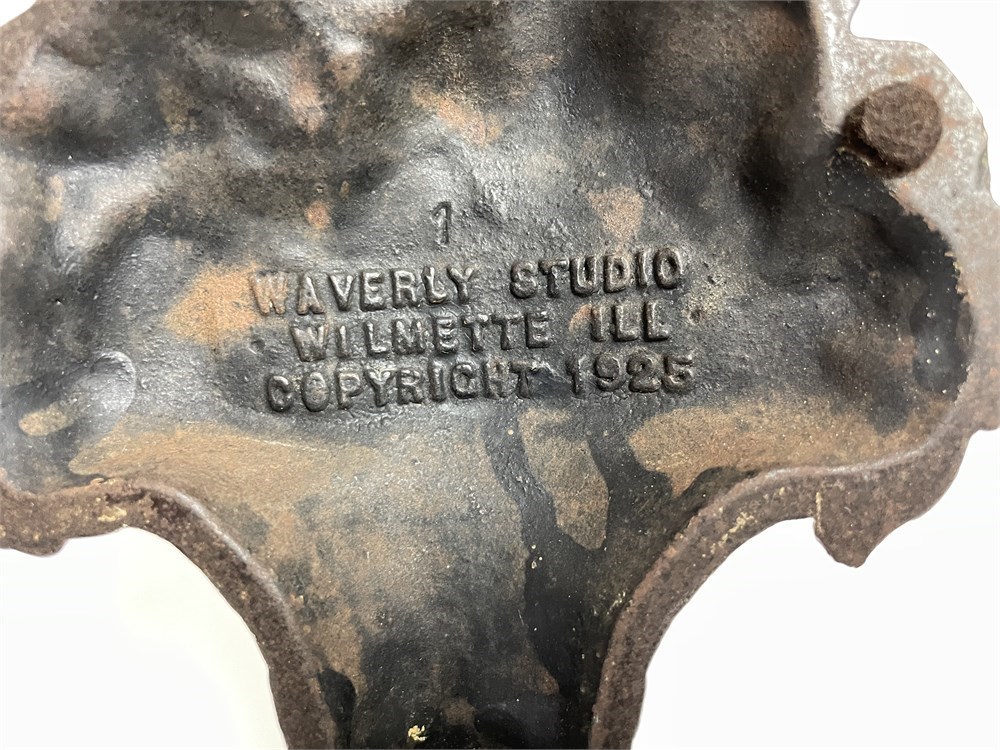 1
WAVERLY STUDIO
WILMETTE ILL
COPYRIGHT 1925